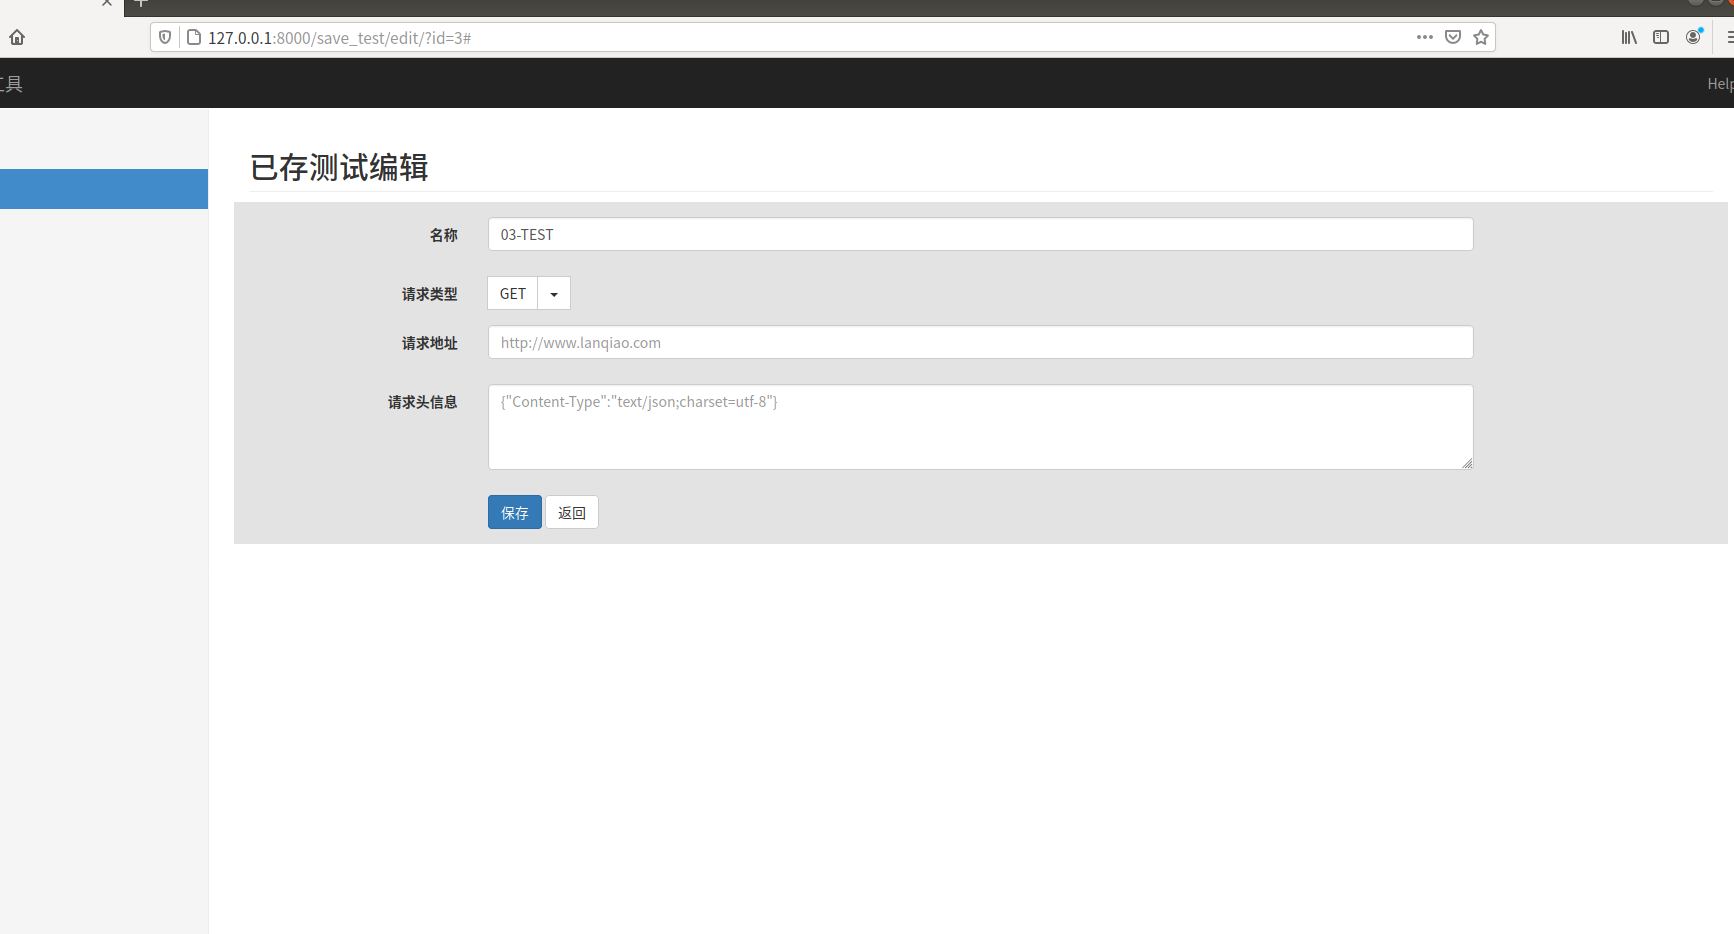 127.0.0.1:8000/save_test/edit/?id=3#
具
Help
已存测试编辑
名称 03-TEST
请求类型 GET
请求地址 http://www.lanqiao.com
请求头信息 {"Content-Type":"text/json;charset=utf-8"}
保存 返回